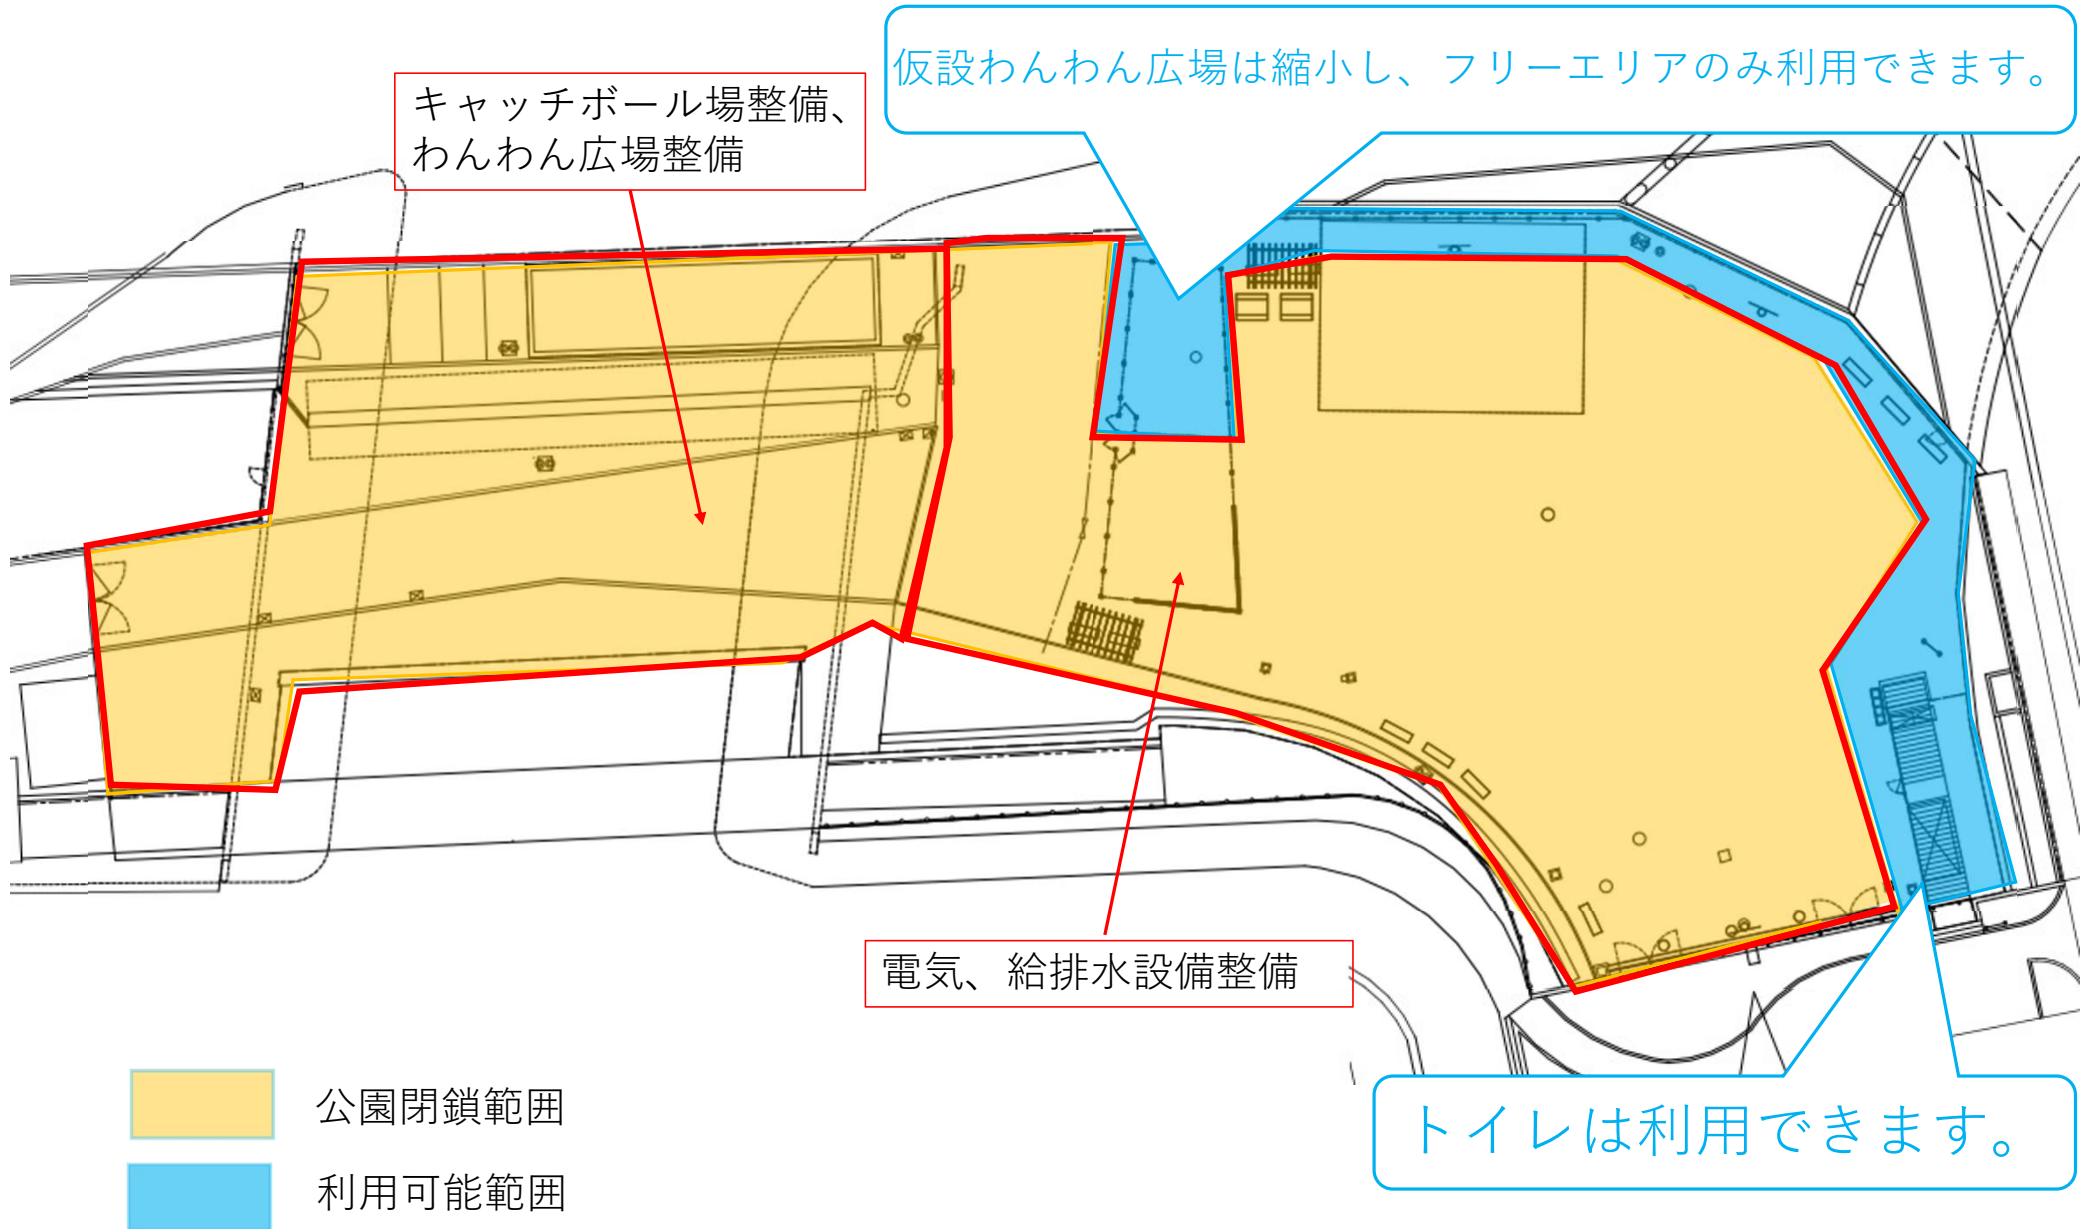 仮設わんわん広場は縮小し、フリーエリアのみ利用できます。
キャッチボール場整備、
わんわん広場整備
電気、給排水設備整備
公園閉鎖範囲
利用可能範囲
トイレは利用できます。